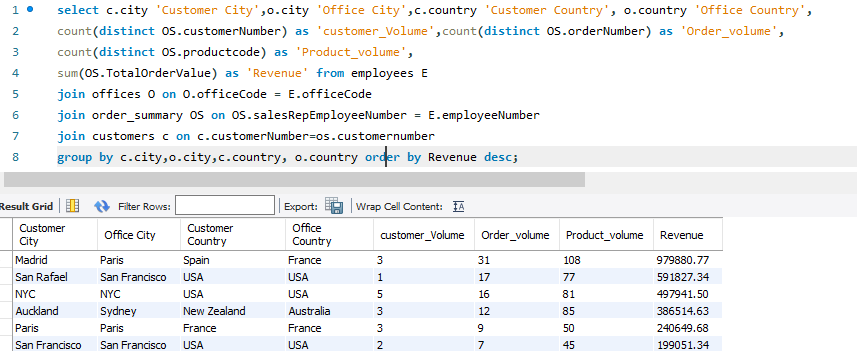 1 select c.city 'Customer City',o.city 'Office City',c.country 'Customer Country', o.country 'Office Country',
2 count(distinct OS.customerNumber) as 'customer_Volume',count(distinct OS.orderNumber) as 'Order_volume',
3 count(distinct OS.productcode) as 'Product_volume',
4 sum(OS.TotalOrderValue) as 'Revenue' from employees E
5 join offices O on O.officeCode = E.officeCode
6 join order_summary OS on OS.salesRepEmployeeNumber = E.employeeNumber
7 join customers c on c.customerNumber=os.customernumber
8 group by c.city,o.city,c.country, o.country order by Revenue desc;
Result Grid Filter Rows: Export: Wrap Cell Content: IA
Customer City Office City Customer Country Office Country customer_Volume Order_volume Product_volume Revenue
Madrid Paris Spain France 3 31 108 979880.77
San Rafael San Francisco USA USA 1 17 77 591827.34
NYC NYC USA USA 5 16 81 497941.50
Auckland Sydney New Zealand Australia 3 12 85 386514.63
Paris Paris France France 3 9 50 240649.68
San Francisco San Francisco USA USA 2 7 45 199051.34